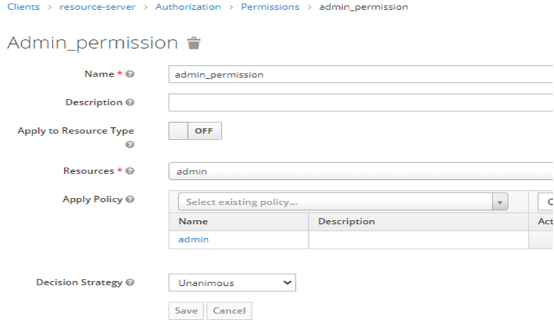 Clients > resource-server > Authorization > Permissions > admin_permission
Admin_permission
Name * admin_permission
Description
Apply to Resource Type OFF
Resources * admin
Apply Policy Select existing policy...
Name Description Act
admin
Decision Strategy Unanimous
Save Cancel